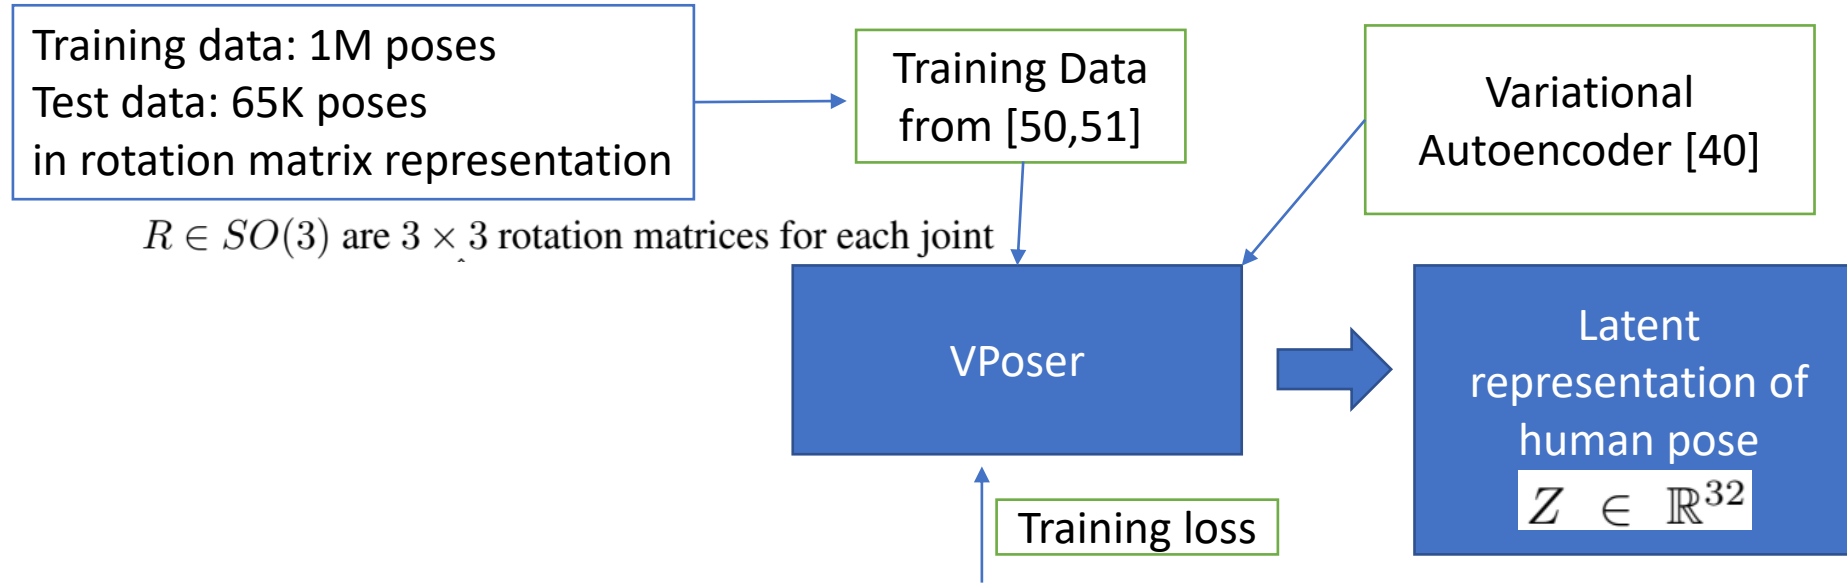 Training data: 1M poses
Test data: 65K poses
in rotation matrix representation
Training Data
from [50,51]
Variational
Autoencoder [40]
R ∈ SO(3) are 3 × 3 rotation matrices for each joint
VPoser
Latent
representation of
human pose
Z ∈ ℝ³²
Training loss